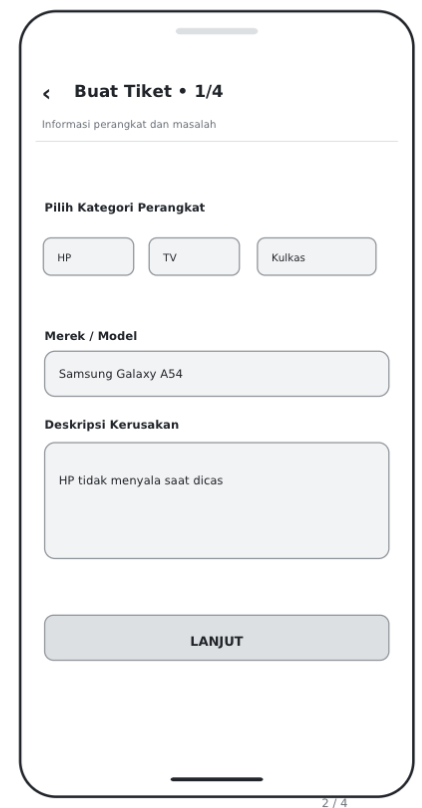 ‹ Buat Tiket • 1/4
Informasi perangkat dan masalah
Pilih Kategori Perangkat
HP TV Kulkas
Merek / Model
Samsung Galaxy A54
Deskripsi Kerusakan
HP tidak menyala saat dicas
LANJUT
2 / 4